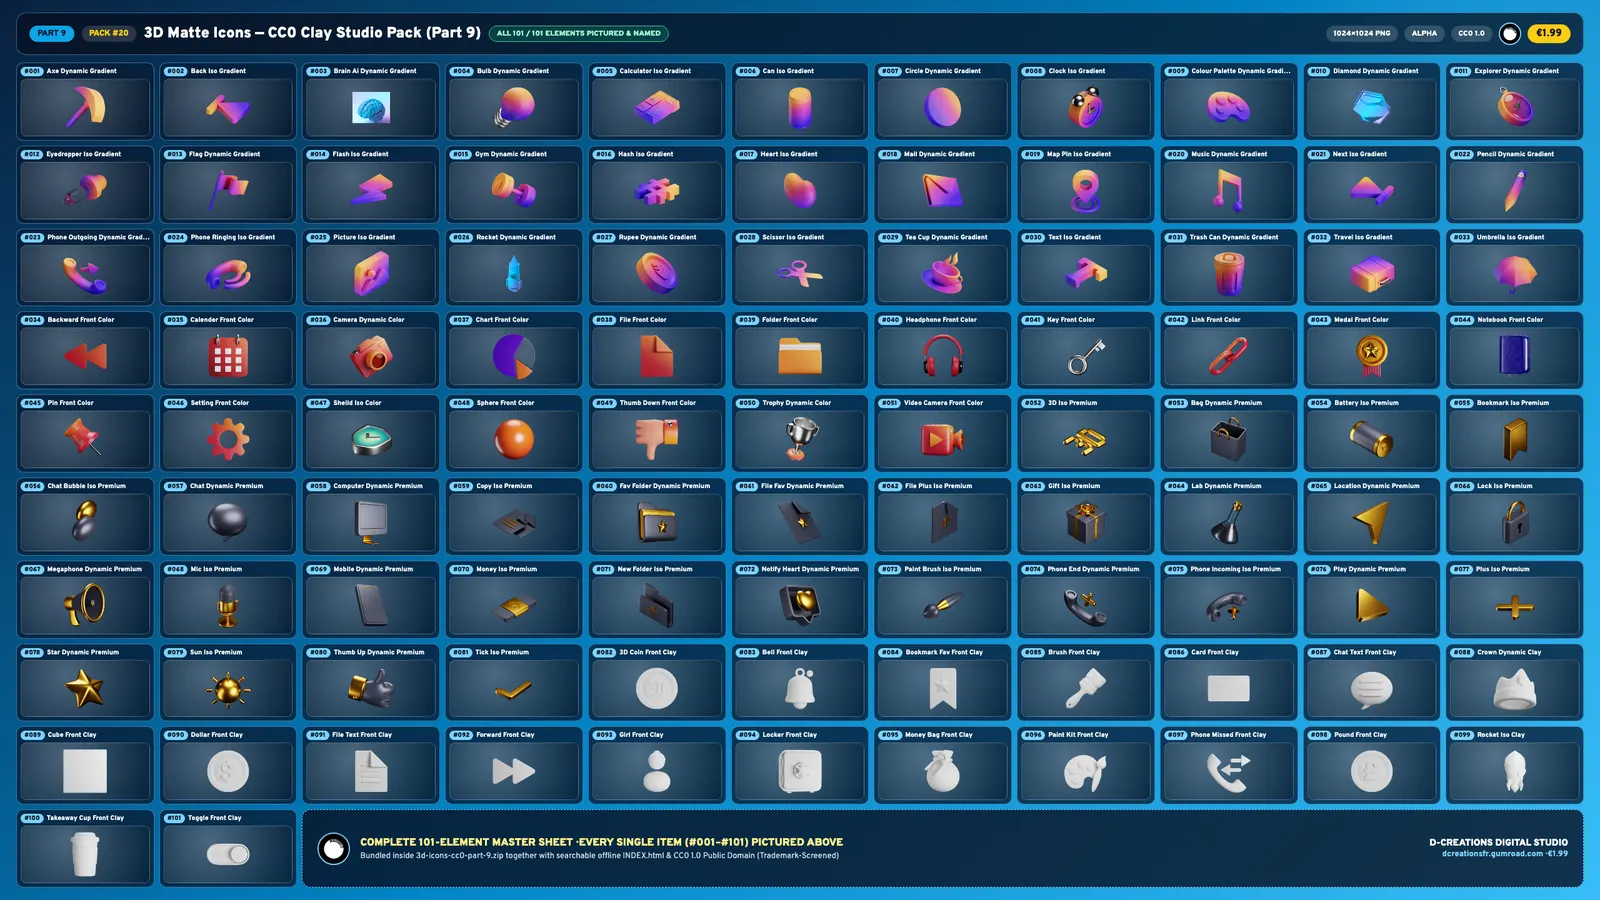 PART 9 PACK #20 3D Matte Icons — CC0 Clay Studio Pack (Part 9) ALL 101 / 101 ELEMENTS PICTURED & NAMED 1024×1024 PNG ALPHA CC0 1.0 €1.99
#001 Axe Dynamic Gradient #002 Back Iso Gradient #003 Brain Ai Dynamic Gradient #004 Bulb Dynamic Gradient #005 Calculator Iso Gradient #006 Can Iso Gradient #007 Circle Dynamic Gradient #008 Clock Iso Gradient #009 Colour Palette Dynamic Gradi... #010 Diamond Dynamic Gradient #011 Explorer Dynamic Gradient
#012 Eyedropper Iso Gradient #013 Flag Dynamic Gradient #014 Flash Iso Gradient #015 Gym Dynamic Gradient #016 Hash Iso Gradient #017 Heart Iso Gradient #018 Mail Dynamic Gradient #019 Map Pin Iso Gradient #020 Music Dynamic Gradient #021 Next Iso Gradient #022 Pencil Dynamic Gradient
#023 Phone Outgoing Dynamic Grad... #024 Phone Ringing Iso Gradient #025 Picture Iso Gradient #026 Rocket Dynamic Gradient #027 Rupee Dynamic Gradient #028 Scissor Iso Gradient #029 Tea Cup Dynamic Gradient #030 Text Iso Gradient #031 Trash Can Dynamic Gradient #032 Travel Iso Gradient #033 Umbrella Iso Gradient
#034 Backward Front Color #035 Calender Front Color #036 Camera Dynamic Color #037 Chart Front Color #038 File Front Color #039 Folder Front Color #040 Headphone Front Color #041 Key Front Color #042 Link Front Color #043 Medal Front Color #044 Notebook Front Color
#045 Pin Front Color #046 Setting Front Color #047 Sheild Iso Color #048 Sphere Front Color #049 Thumb Down Front Color #050 Trophy Dynamic Color #051 Video Camera Front Color #052 3D Iso Premium #053 Bag Dynamic Premium #054 Battery Iso Premium #055 Bookmark Iso Premium
#056 Chat Bubble Iso Premium #057 Chat Dynamic Premium #058 Computer Dynamic Premium #059 Copy Iso Premium #060 Fav Folder Dynamic Premium #061 File Fav Dynamic Premium #062 File Plus Iso Premium #063 Gift Iso Premium #064 Lab Dynamic Premium #065 Location Dynamic Premium #066 Lock Iso Premium
#067 Megaphone Dynamic Premium #068 Mic Iso Premium #069 Mobile Dynamic Premium #070 Money Iso Premium #071 New Folder Iso Premium #072 Notify Heart Dynamic Premium #073 Paint Brush Iso Premium #074 Phone End Dynamic Premium #075 Phone Incoming Iso Premium #076 Play Dynamic Premium #077 Plus Iso Premium
#078 Star Dynamic Premium #079 Sun Iso Premium #080 Thumb Up Dynamic Premium #081 Tick Iso Premium #082 3D Coin Front Clay #083 Bell Front Clay #084 Bookmark Fav Front Clay #085 Brush Front Clay #086 Card Front Clay #087 Chat Text Front Clay #088 Crown Dynamic Clay
#089 Cube Front Clay #090 Dollar Front Clay #091 File Text Front Clay #092 Forward Front Clay #093 Girl Front Clay #094 Locker Front Clay #095 Money Bag Front Clay #096 Paint Kit Front Clay #097 Phone Missed Front Clay #098 Pound Front Clay #099 Rocket Iso Clay
#100 Takeaway Cup Front Clay #101 Toggle Front Clay
COMPLETE 101-ELEMENT MASTER SHEET · EVERY SINGLE ITEM (#001–#101) PICTURED ABOVE
Bundled inside 3d-icons-cc0-part-9.zip together with searchable offline INDEX.html & CC0 1.0 Public Domain (Trademark-Screened)
D-CREATIONS DIGITAL STUDIO
dcreationsfr.gumroad.com · €1.99